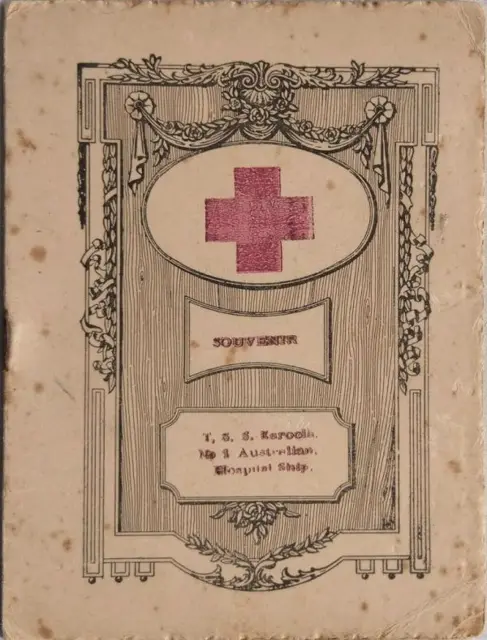 SOUVENIR
T. S. S. Karoola.
No 1 Australian.
Hospital Ship.